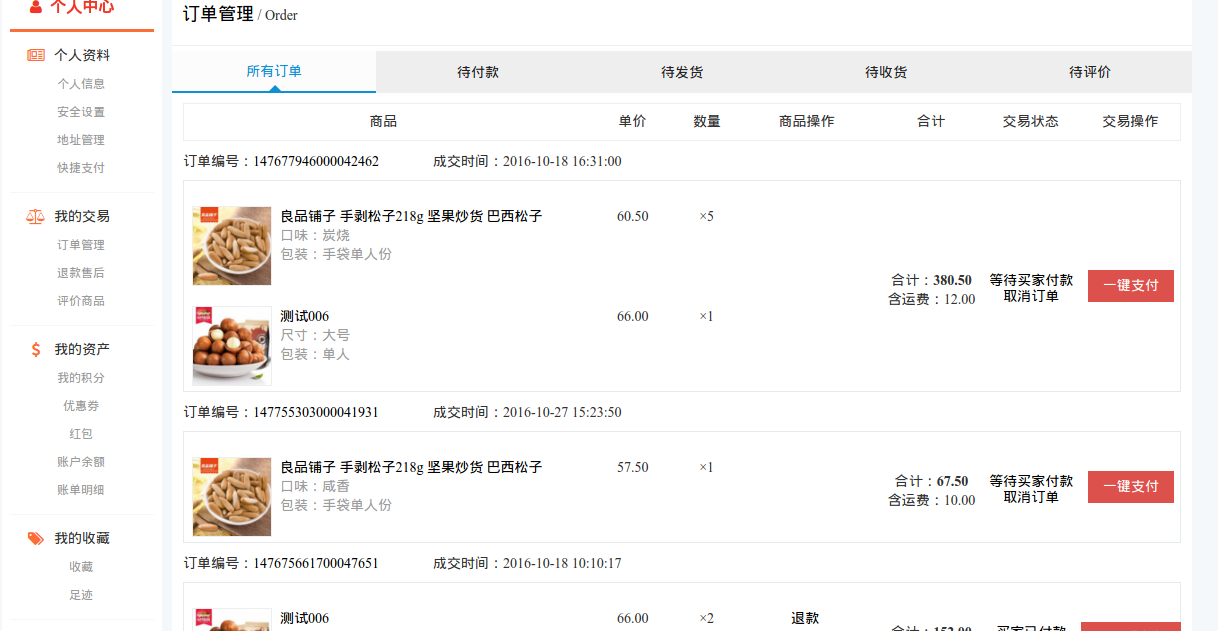 个人中心
个人资料
个人信息
安全设置
地址管理
快捷支付
我的交易
订单管理
退款售后
评价商品
我的资产
我的积分
优惠券
红包
账户余额
账单明细
我的收藏
收藏
足迹
订单管理 / Order
所有订单 待付款 待发货 待收货 待评价
商品 单价 数量 商品操作 合计 交易状态 交易操作
订单编号：147677946000042462 成交时间：2016-10-18 16:31:00
良品铺子 手剥松子218g 坚果炒货 巴西松子 60.50 ×5
口味：炭烧
包装：手袋单人份
合计：380.50 等待买家付款 一键支付
含运费：12.00 取消订单
测试006 66.00 ×1
尺寸：大号
包装：单人
订单编号：147755303000041931 成交时间：2016-10-27 15:23:50
良品铺子 手剥松子218g 坚果炒货 巴西松子 57.50 ×1
口味：咸香
包装：手袋单人份
合计：67.50 等待买家付款 一键支付
含运费：10.00 取消订单
订单编号：147675661700047651 成交时间：2016-10-18 10:10:17
测试006 66.00 ×2 退款
合计：152.00 买家已付款